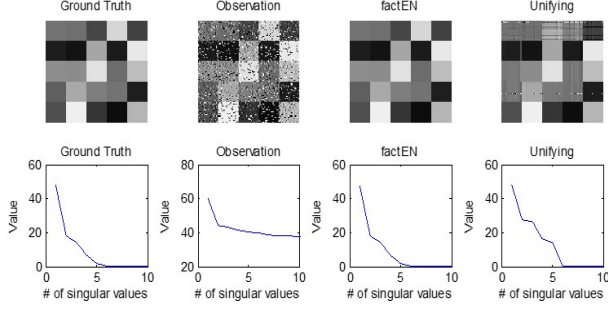 Ground Truth
Observation
factEN
Unifying
Ground Truth
Observation
factEN
Unifying
Value
60
40
20
0
0 5 10
# of singular values
Value
80
60
40
20
0 5 10
# of singular values
Value
60
40
20
0
0 5 10
# of singular values
Value
60
40
20
0
0 5 10
# of singular values